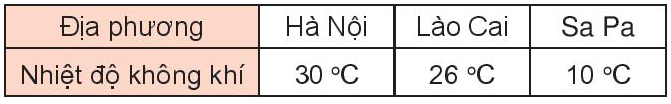 Địa phương Hà Nội Lào Cai Sa Pa
Nhiệt độ không khí 30 °C 26 °C 10 °C